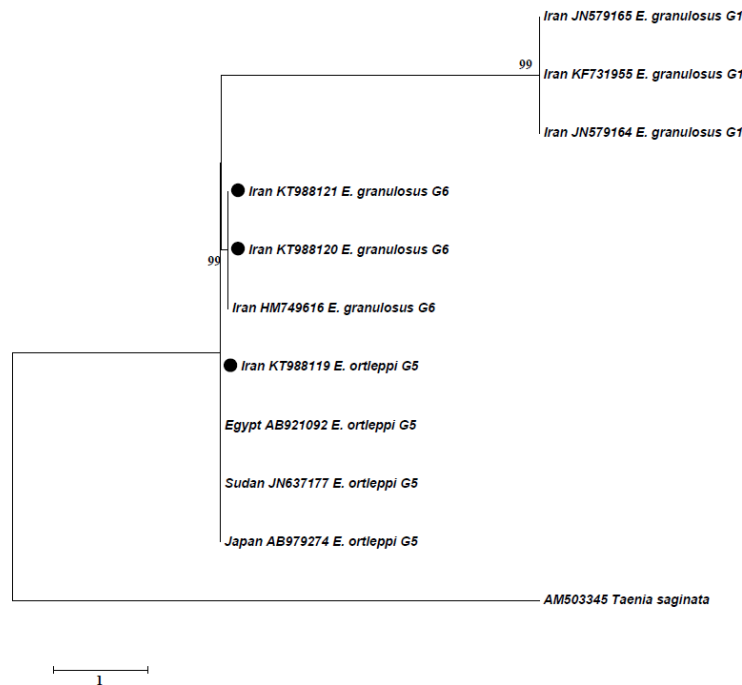 Iran JN579165 E. granulosus G1
99
Iran KF731955 E. granulosus G1
Iran JN579164 E. granulosus G1
Iran KT988121 E. granulosus G6
Iran KT988120 E. granulosus G6
99
Iran HM749616 E. granulosus G6
Iran KT988119 E. ortleppi G5
Egypt AB921092 E. ortleppi G5
Sudan JN637177 E. ortleppi G5
Japan AB979274 E. ortleppi G5
AM503345 Taenia saginata
1